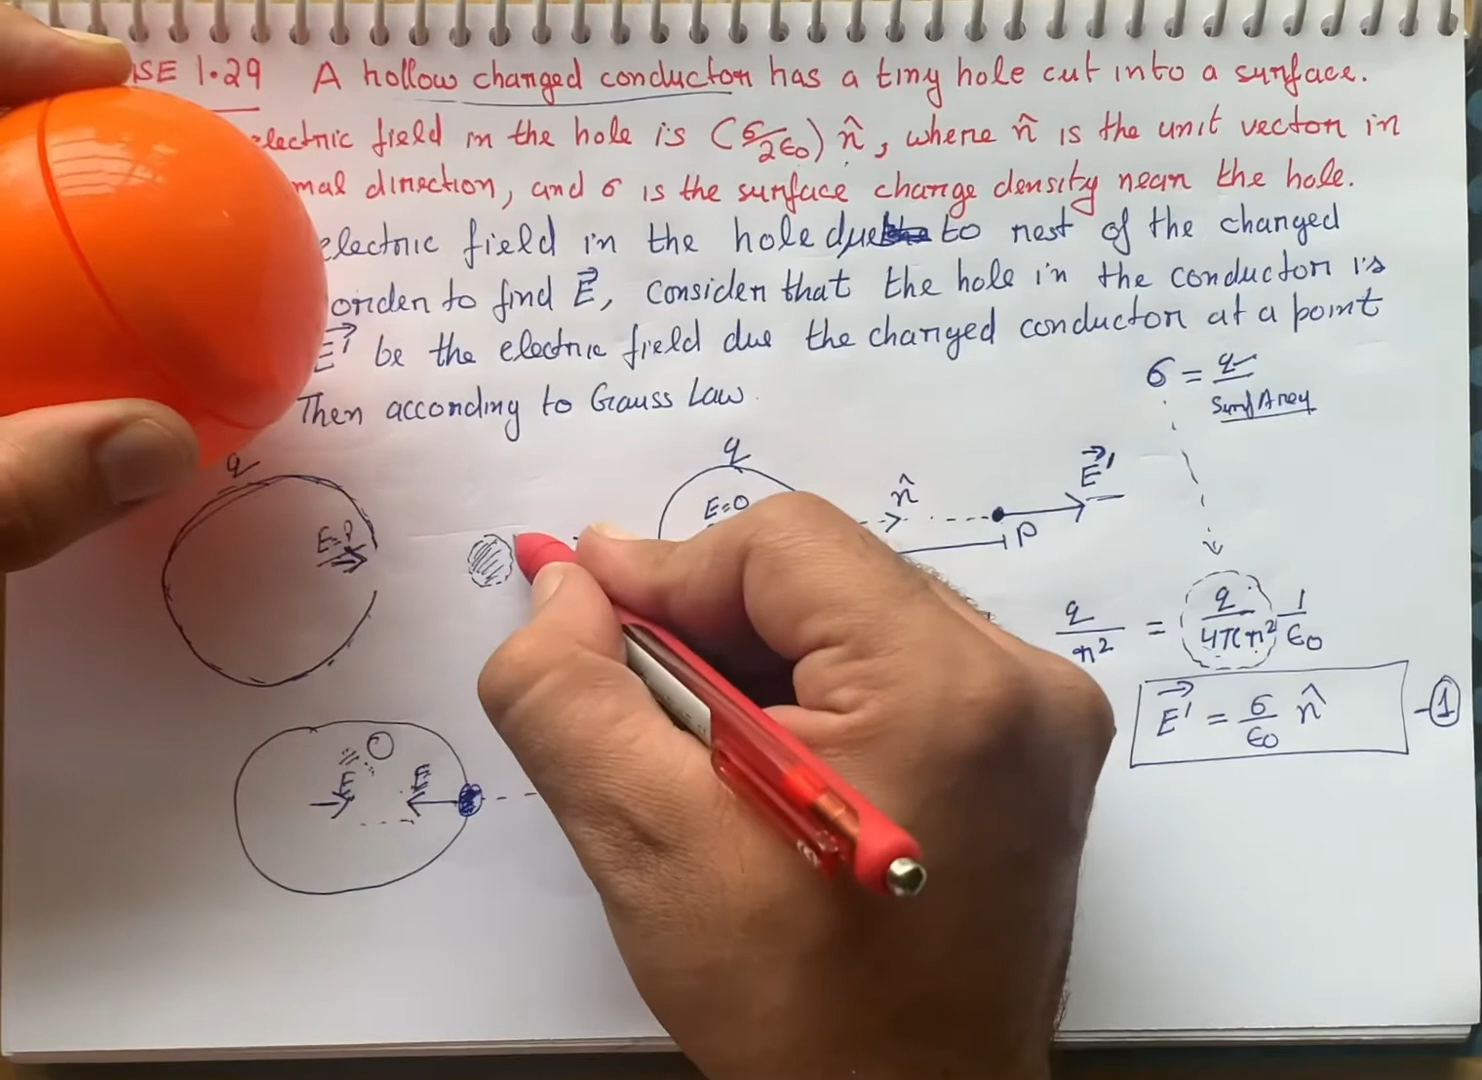 ISE 1.29 A hollow charged conductor has a tiny hole cut into a surface.
electric field in the hole is (σ/2ε0) n̂, where n̂ is the unit vector in
mal direction, and σ is the surface charge density near the hole.
electric field in the hole due to rest of the charged
order to find E⃗, consider that the hole in the conductor is
E⃗' be the electric field due the charged conductor at a point
σ = q/Surf Area
Then according to Gauss Law.
q
q
E=?
E=0
n̂
E⃗'
P
q/r² = q/4πr² 1/ε0
E⃗' = σ/ε0 n̂ -1
E E